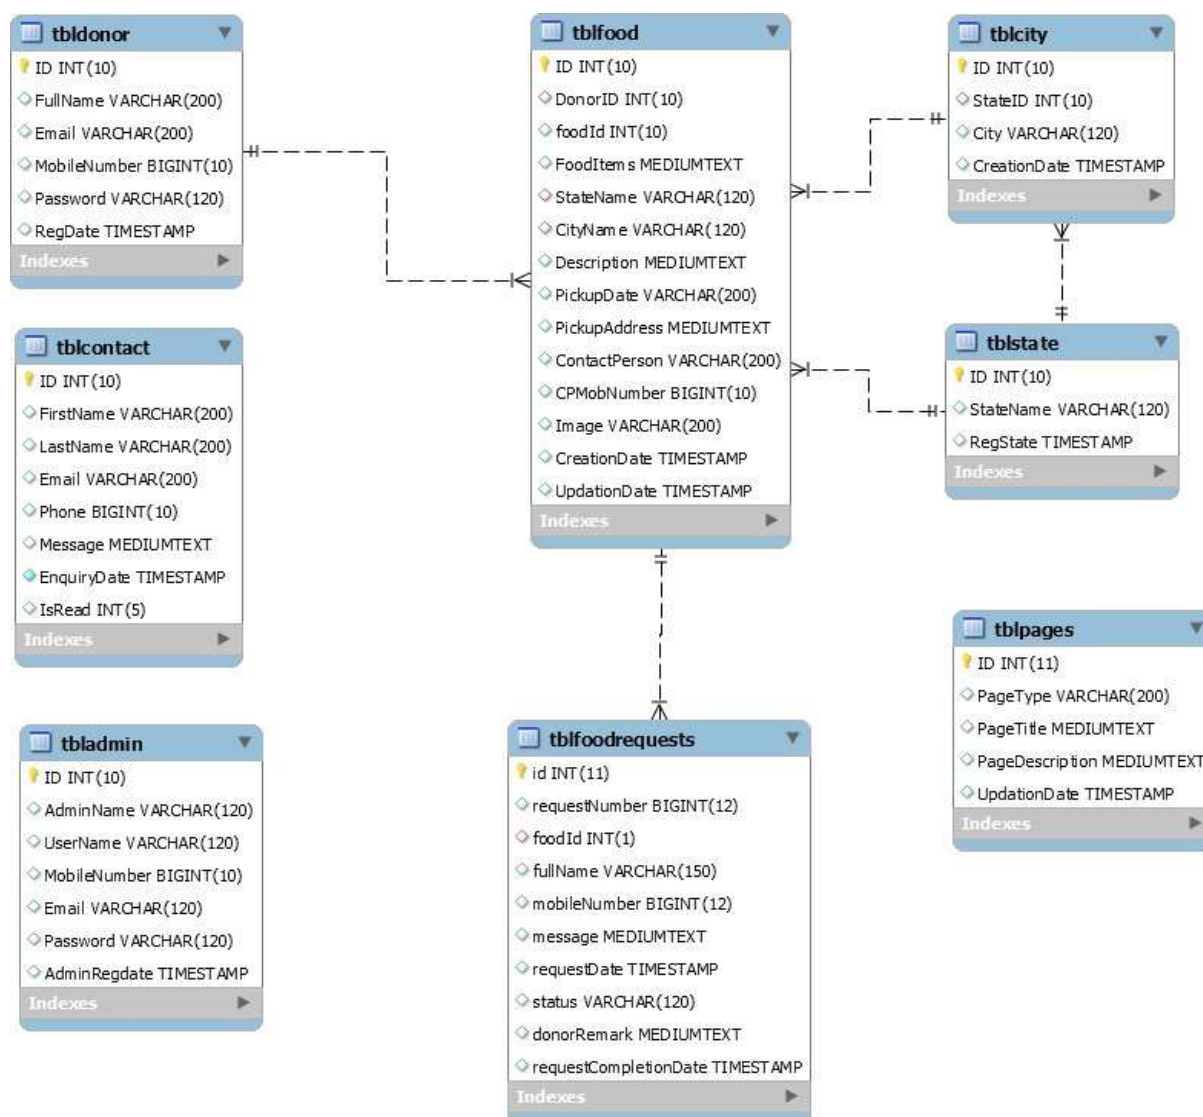 tbldonor
ID INT(10)
FullName VARCHAR(200)
Email VARCHAR(200)
MobileNumber BIGINT(10)
Password VARCHAR(120)
RegDate TIMESTAMP
Indexes
tblfood
ID INT(10)
DonorID INT(10)
foodId INT(10)
FoodItems MEDIUMTEXT
StateName VARCHAR(120)
CityName VARCHAR(120)
Description MEDIUMTEXT
PickupDate VARCHAR(200)
PickupAddress MEDIUMTEXT
ContactPerson VARCHAR(200)
CPMobNumber BIGINT(10)
Image VARCHAR(200)
CreationDate TIMESTAMP
UpdationDate TIMESTAMP
Indexes
tblcity
ID INT(10)
StateID INT(10)
City VARCHAR(120)
CreationDate TIMESTAMP
Indexes
tblcontact
ID INT(10)
FirstName VARCHAR(200)
LastName VARCHAR(200)
Email VARCHAR(200)
Phone BIGINT(10)
Message MEDIUMTEXT
EnquiryDate TIMESTAMP
IsRead INT(5)
Indexes
tblstate
ID INT(10)
StateName VARCHAR(120)
RegState TIMESTAMP
Indexes
tblpages
ID INT(11)
PageType VARCHAR(200)
PageTitle MEDIUMTEXT
PageDescription MEDIUMTEXT
UpdationDate TIMESTAMP
Indexes
tbladmin
ID INT(10)
AdminName VARCHAR(120)
UserName VARCHAR(120)
MobileNumber BIGINT(10)
Email VARCHAR(120)
Password VARCHAR(120)
AdminRegdate TIMESTAMP
Indexes
tblfoodrequests
id INT(11)
requestNumber BIGINT(12)
foodId INT(1)
fullName VARCHAR(150)
mobileNumber BIGINT(12)
message MEDIUMTEXT
requestDate TIMESTAMP
status VARCHAR(120)
donorRemark MEDIUMTEXT
requestCompletionDate TIMESTAMP
Indexes